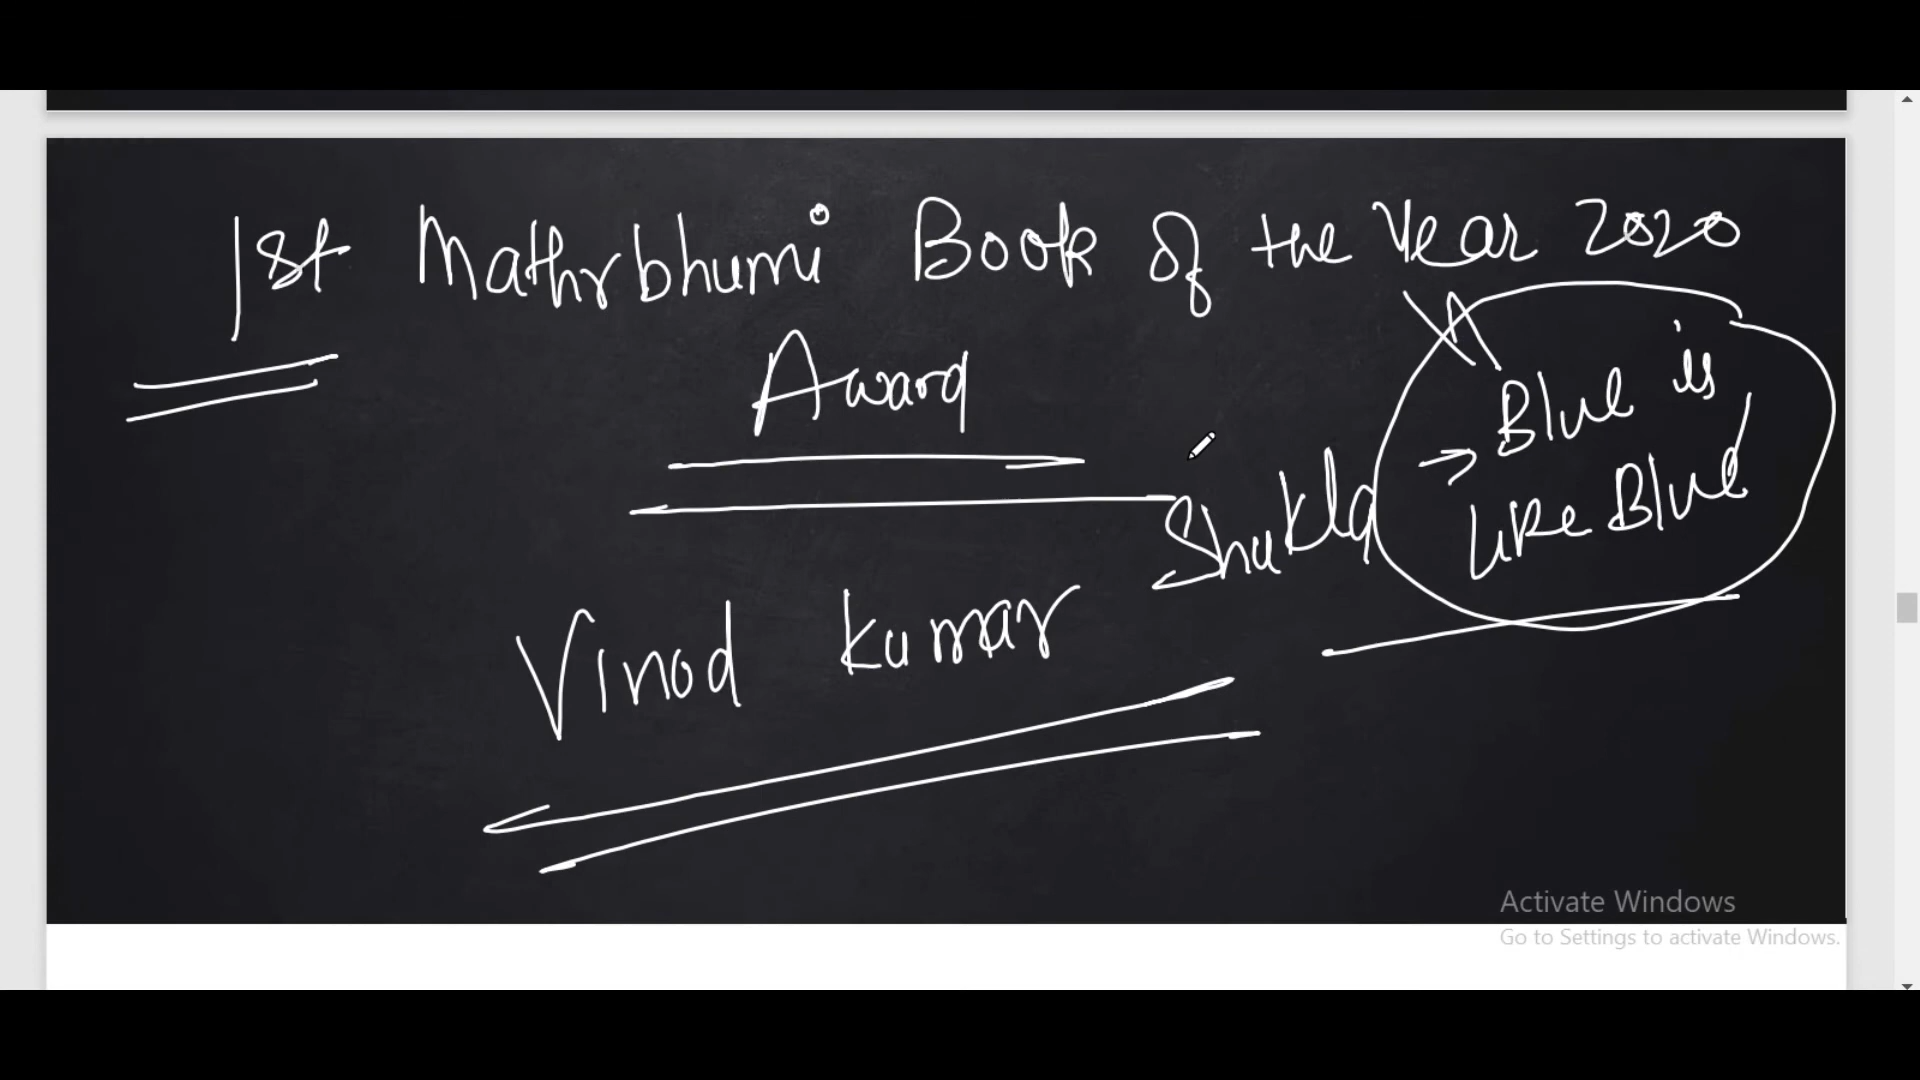 1st Mathrbhumi Book of the Year 2020
Award
→ Blue is
Like Blue
Vinod Kumar Shukla
Activate Windows
Go to Settings to activate Windows.